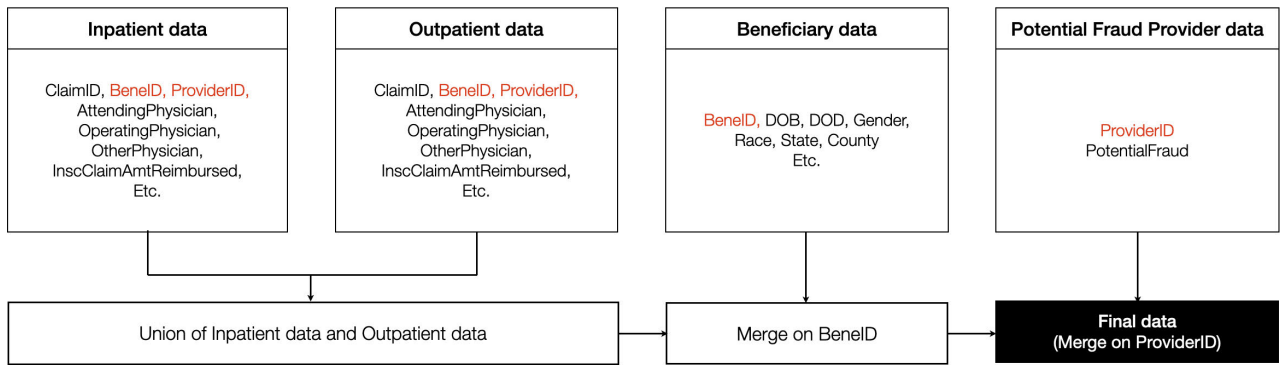 Inpatient data
ClaimID, BeneID, ProviderID,
AttendingPhysician,
OperatingPhysician,
OtherPhysician,
InscClaimAmtReimbursed,
Etc.
Outpatient data
ClaimID, BeneID, ProviderID,
AttendingPhysician,
OperatingPhysician,
OtherPhysician,
InscClaimAmtReimbursed,
Etc.
Beneficiary data
BeneID, DOB, DOD, Gender,
Race, State, County
Etc.
Potential Fraud Provider data
ProviderID
PotentialFraud
Union of Inpatient data and Outpatient data
Merge on BeneID
Final data
(Merge on ProviderID)